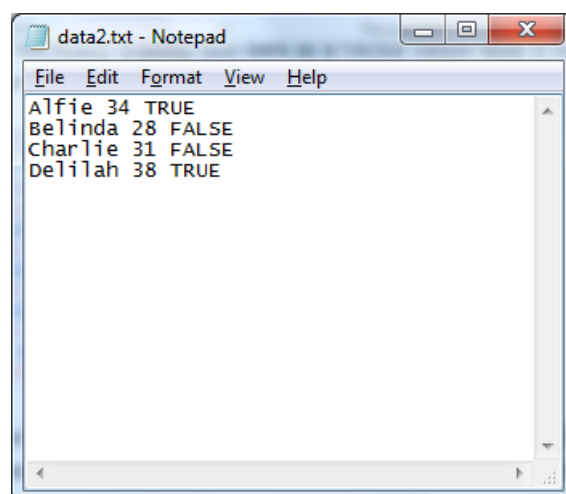 data2.txt - Notepad
File Edit Format View Help
Alfie 34 TRUE
Belinda 28 FALSE
Charlie 31 FALSE
Delilah 38 TRUE